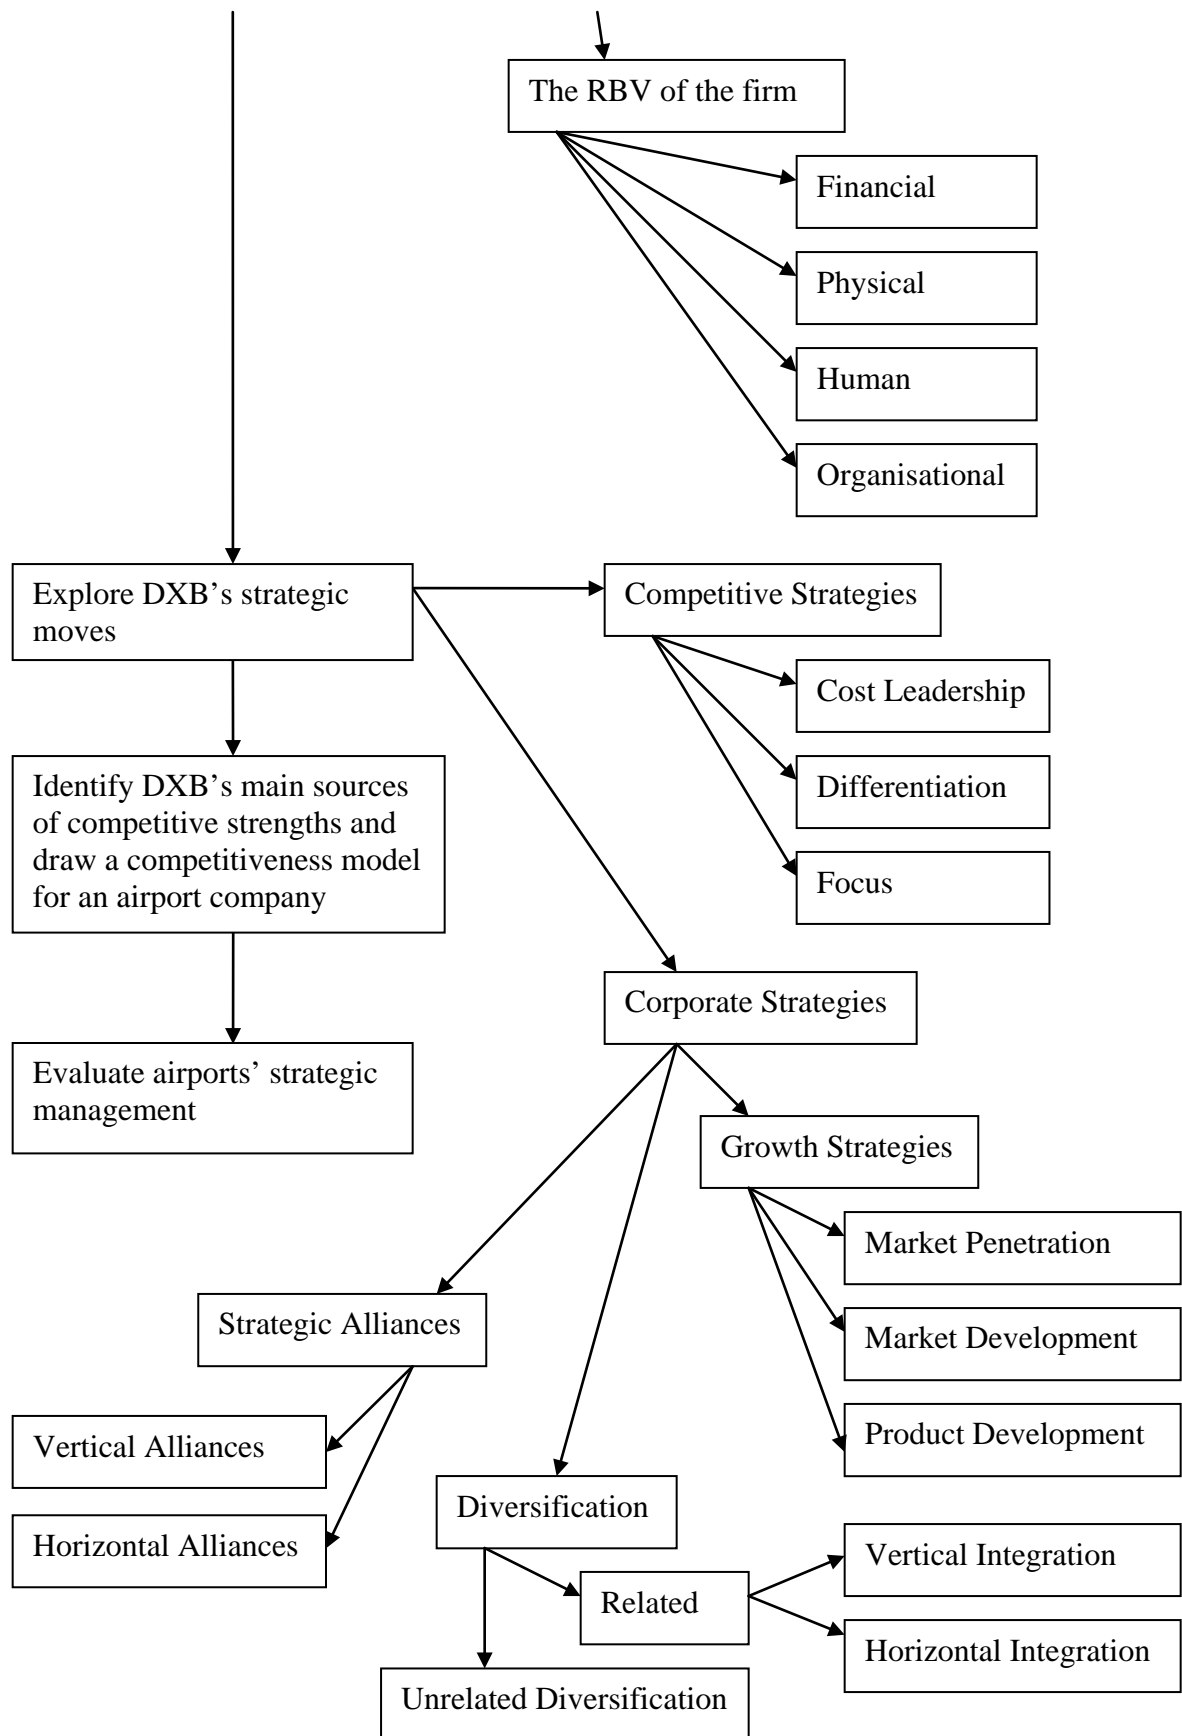 The RBV of the firm
Financial
Physical
Human
Organisational
Explore DXB’s strategic
moves
Competitive Strategies
Cost Leadership
Differentiation
Focus
Identify DXB’s main sources
of competitive strengths and
draw a competitiveness model
for an airport company
Corporate Strategies
Evaluate airports’ strategic
management
Growth Strategies
Market Penetration
Market Development
Product Development
Strategic Alliances
Vertical Alliances
Horizontal Alliances
Diversification
Related
Vertical Integration
Horizontal Integration
Unrelated Diversification